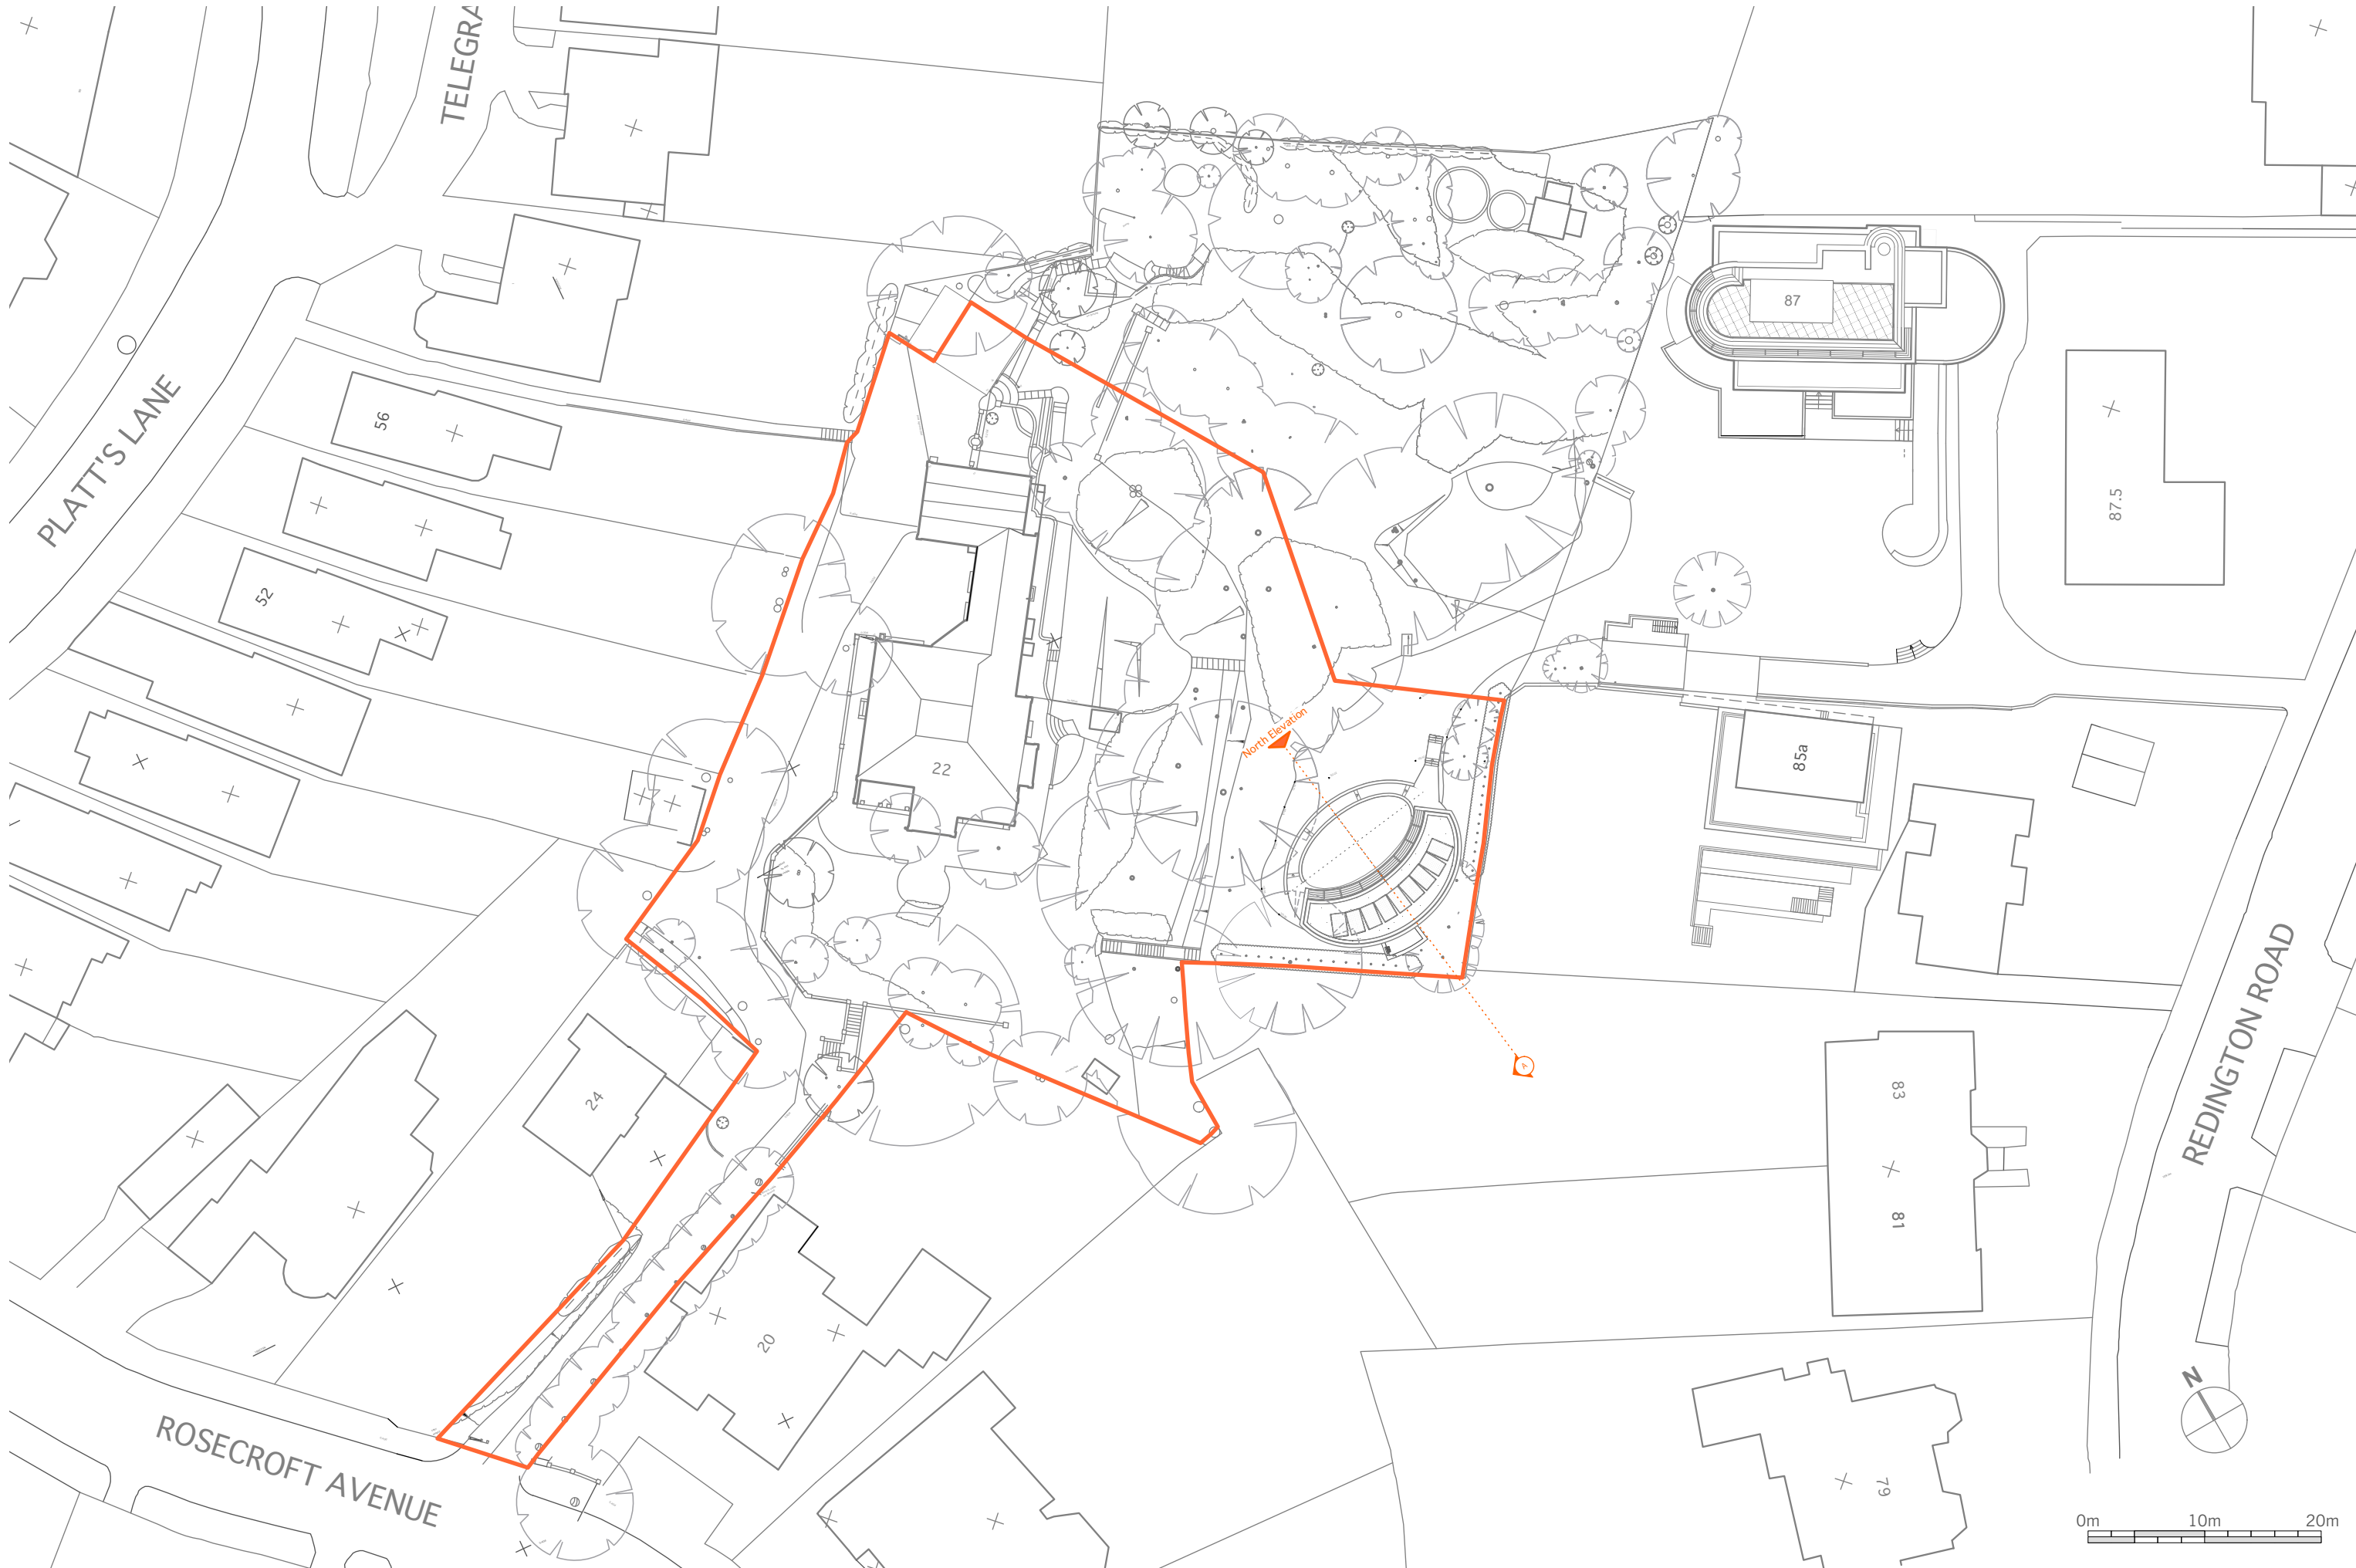 TELEGRA
PLATT'S LANE
56
52
87
87.5
22
North Elevation
85a
24
A
83
81
REDINGTON ROAD
20
ROSECROFT AVENUE
79
N
0m 10m 20m